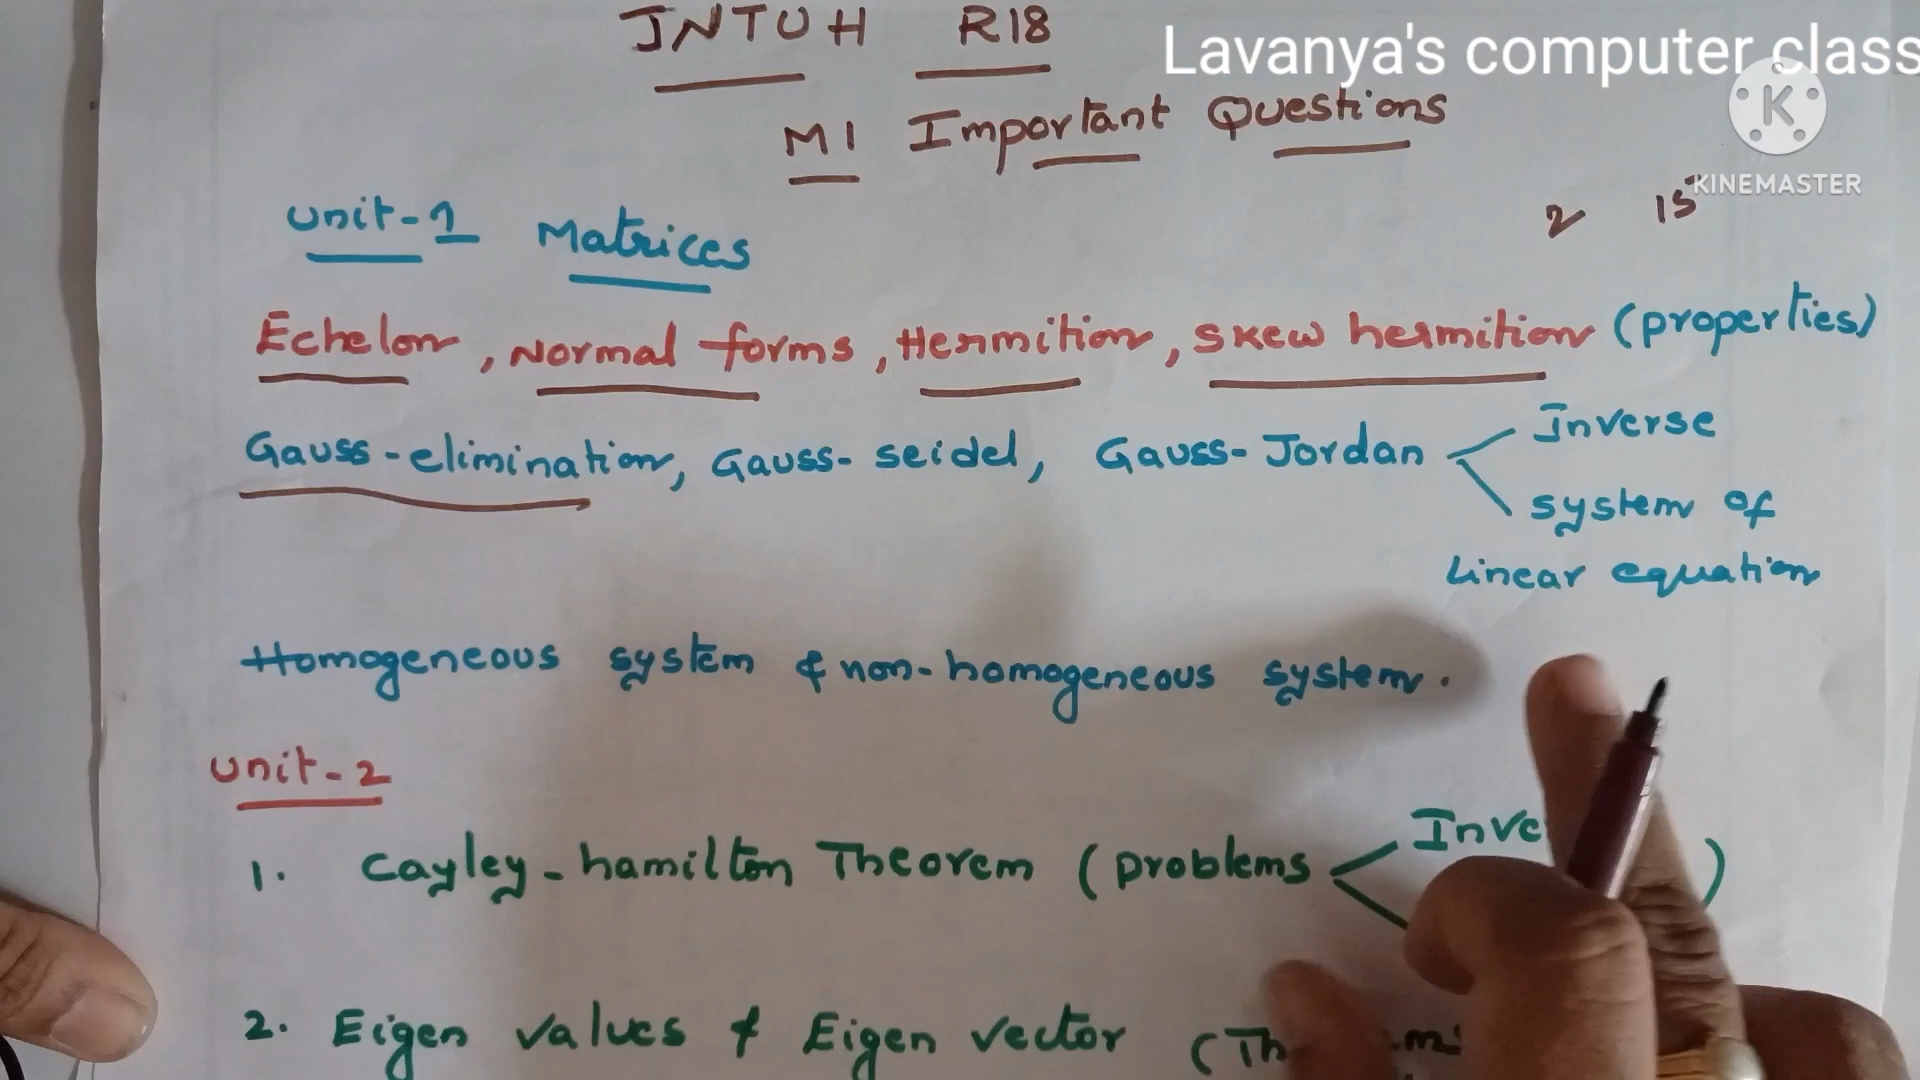 JNTUH R18
Lavanya's computer class
K
KINEMASTER
M1 Important Questions
2 15
Unit-1 Matrices
Echelon, Normal forms, Hermition, Skew hermition (properties)
Gauss-elimination, Gauss-seidel, Gauss-Jordan
Inverse
system of
Linear equation
Homogeneous system & non-homogeneous system.
Unit-2
1. Cayley-hamilton Theorem (problems
)
2. Eigen values & Eigen vector (